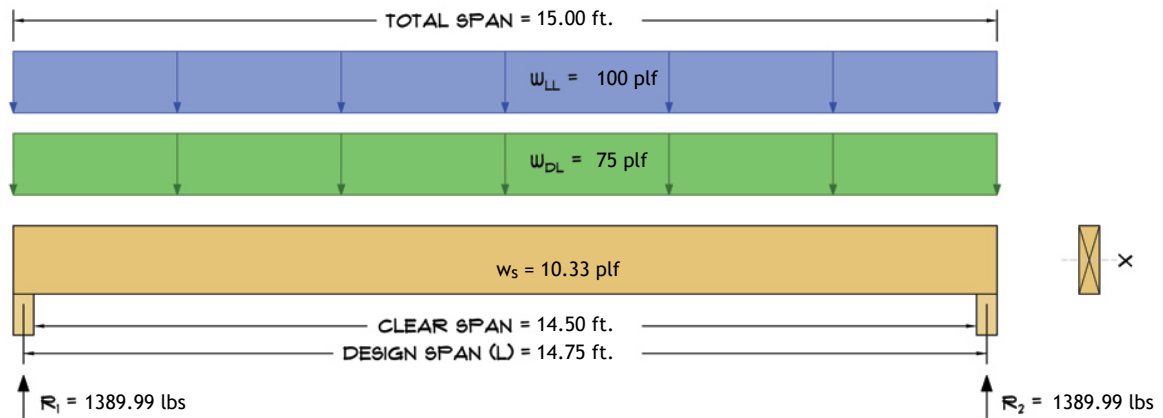 TOTAL SPAN = 15.00 ft.
WLL = 100 plf
WDL = 75 plf
ws = 10.33 plf
X
CLEAR SPAN = 14.50 ft.
DESIGN SPAN (L) = 14.75 ft.
R1 = 1389.99 lbs
R2 = 1389.99 lbs